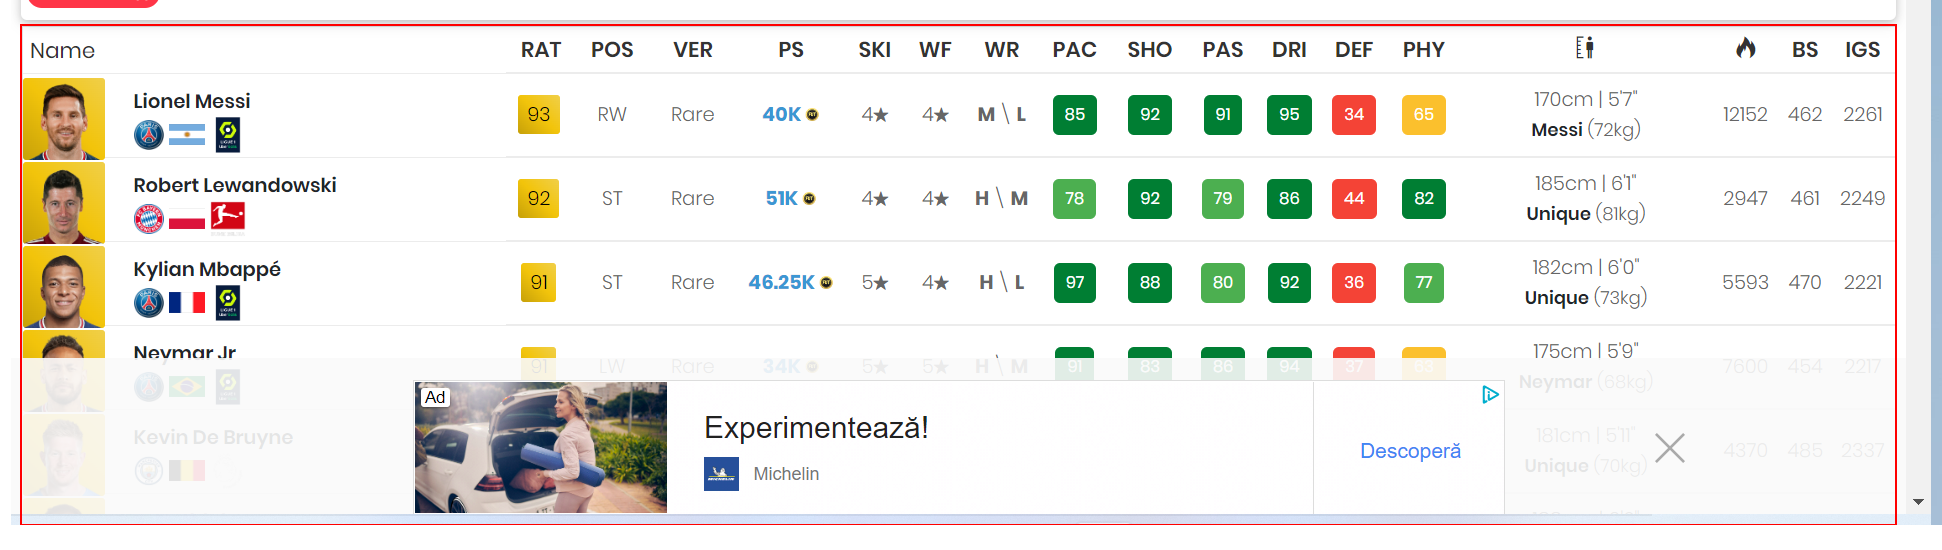 Name RAT POS VER PS SKI WF WR PAC SHO PAS DRI DEF PHY BS IGS
Lionel Messi
93 RW Rare 40K 4★ 4★ M \ L 85 92 91 95 34 65 170cm | 5'7" 12152 462 2261
Messi (72kg)
Robert Lewandowski
92 ST Rare 51K 4★ 4★ H \ M 78 92 79 86 44 82 185cm | 6'1" 2947 461 2249
Unique (81kg)
Kylian Mbappé
91 ST Rare 46.25K 5★ 4★ H \ L 97 88 80 92 36 77 182cm | 6'0" 5593 470 2221
Unique (73kg)
Neymar Jr
91 LW Rare 34K 5★ 5★ H \ M 91 83 86 94 37 63 175cm | 5'9" 7600 454 2217
Neymar (68kg)
Kevin De Bruyne
181cm | 5'11" 4370 485 2337
Unique (70kg)
Ad
Experimentează!
Michelin
Descoperă